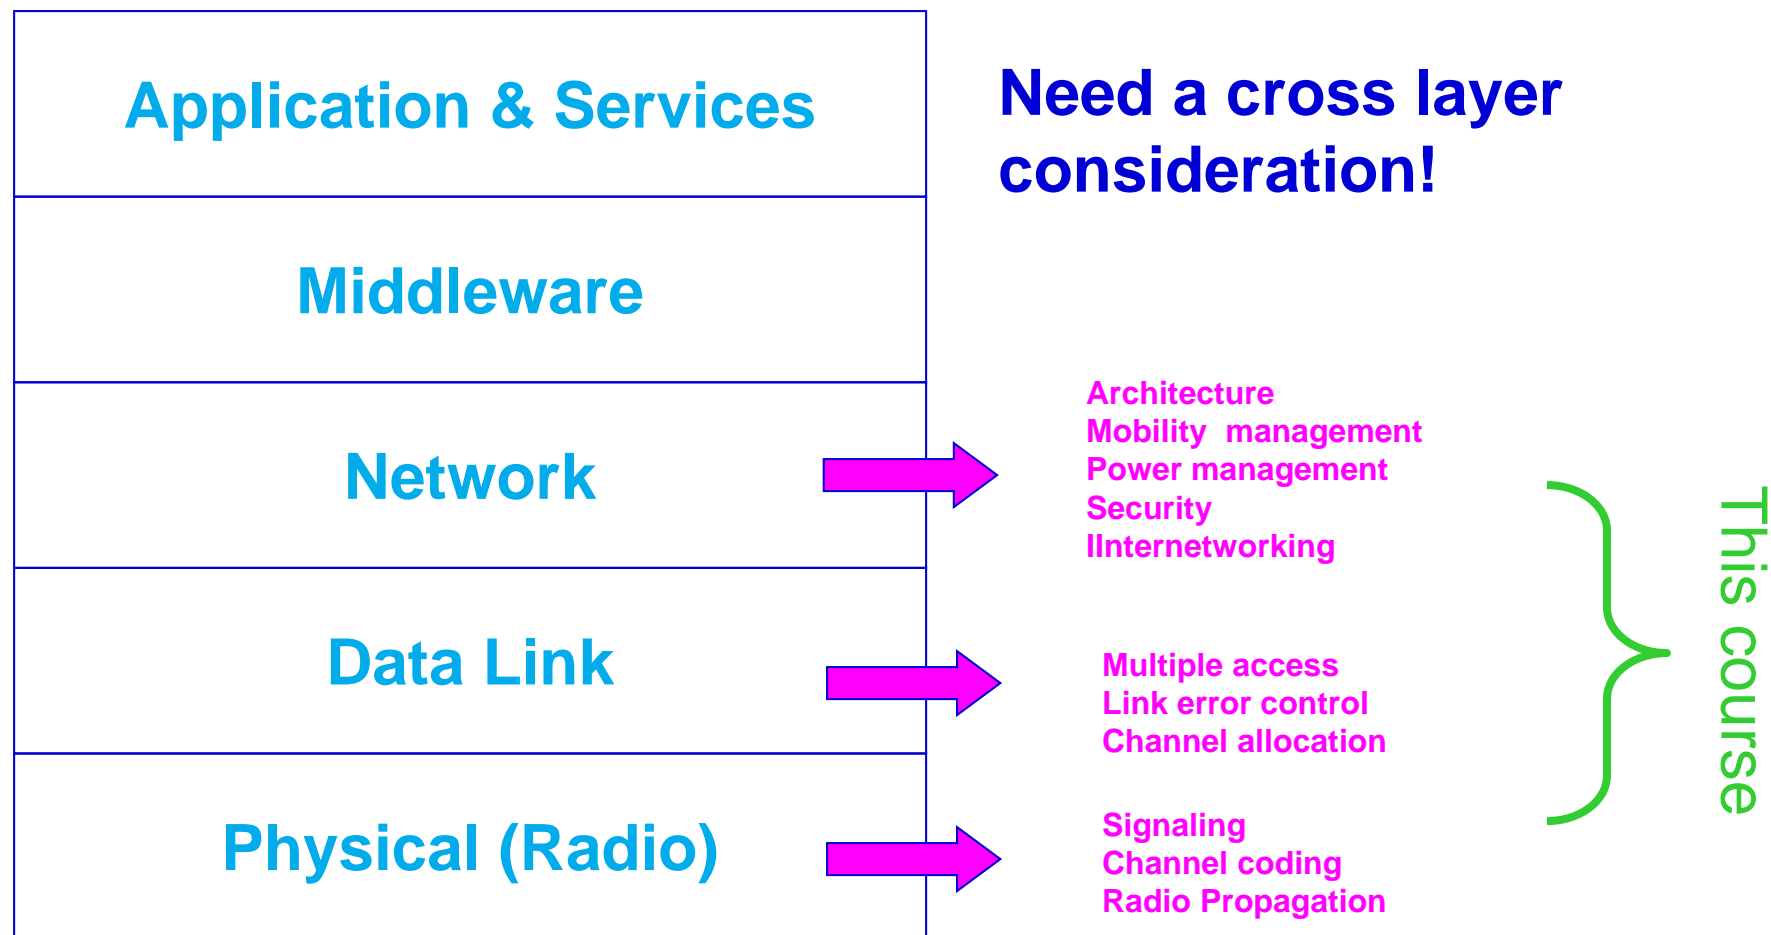 Application & Services
Need a cross layer
consideration!
Middleware
Network
Architecture
Mobility  management
Power management
Security
IInternetworking
Data Link
Multiple access
Link error control
Channel allocation
Physical (Radio)
Signaling
Channel coding
Radio Propagation
This course